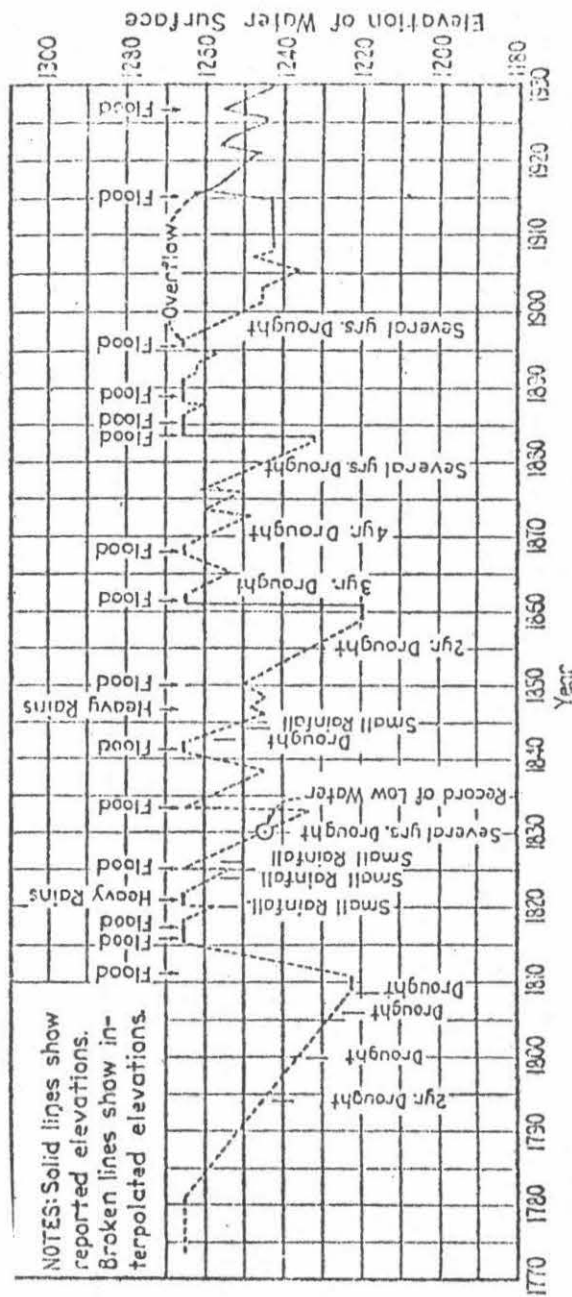 Elevation of Water Surface
1300
1280
1260
1240
1220
1200
1180
NOTES: Solid lines show
reported elevations.
Broken lines show in-
terpolated elevations.
Flood
Flood
Flood
Heavy Rains
Flood
Flood
Flood
Heavy Rains
Flood
Flood
Flood
Flood
Flood
Flood
Flood
Overflow
Flood
Flood
2yr. Drought
Drought
Drought
Drought
Small Rainfall.
Small Rainfall
Small Rainfall
Several yrs. Drought
Record of Low Water
Drought
Small Rainfall
2yr. Drought
3yr. Drought
4yr. Drought
Several yrs. Drought
Several yrs. Drought
1770
1780
1790
1800
1810
1820
1830
1840
1850
1860
1870
1880
1890
1900
1910
1920
1930
Year